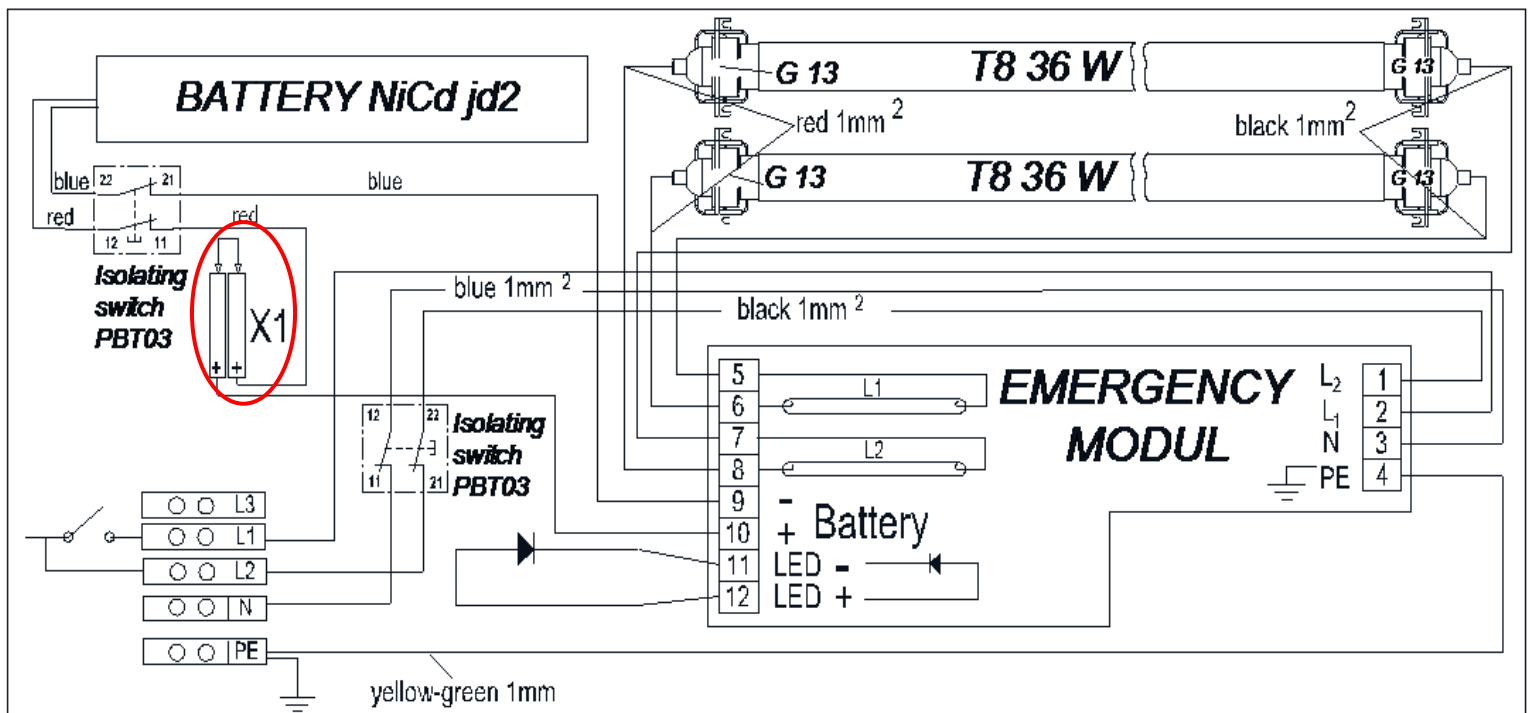 BATTERY NiCd jd2
G 13
T8 36 W
G 13
red 1mm 2
black 1mm2
G 13
T8 36 W
G 13
blue
22
21
blue
red
12
11
red
Isolating
switch
PBT03
X1
+
+
blue 1mm 2
black 1mm 2
12
22
Isolating
switch
PBT03
11
21
5
6
7
8
9
10
11
12
L1
L2
-
+
Battery
LED -
LED +
EMERGENCY
MODUL
L2
1
L1
2
N
3
PE
4
L3
L1
L2
N
PE
yellow-green 1mm